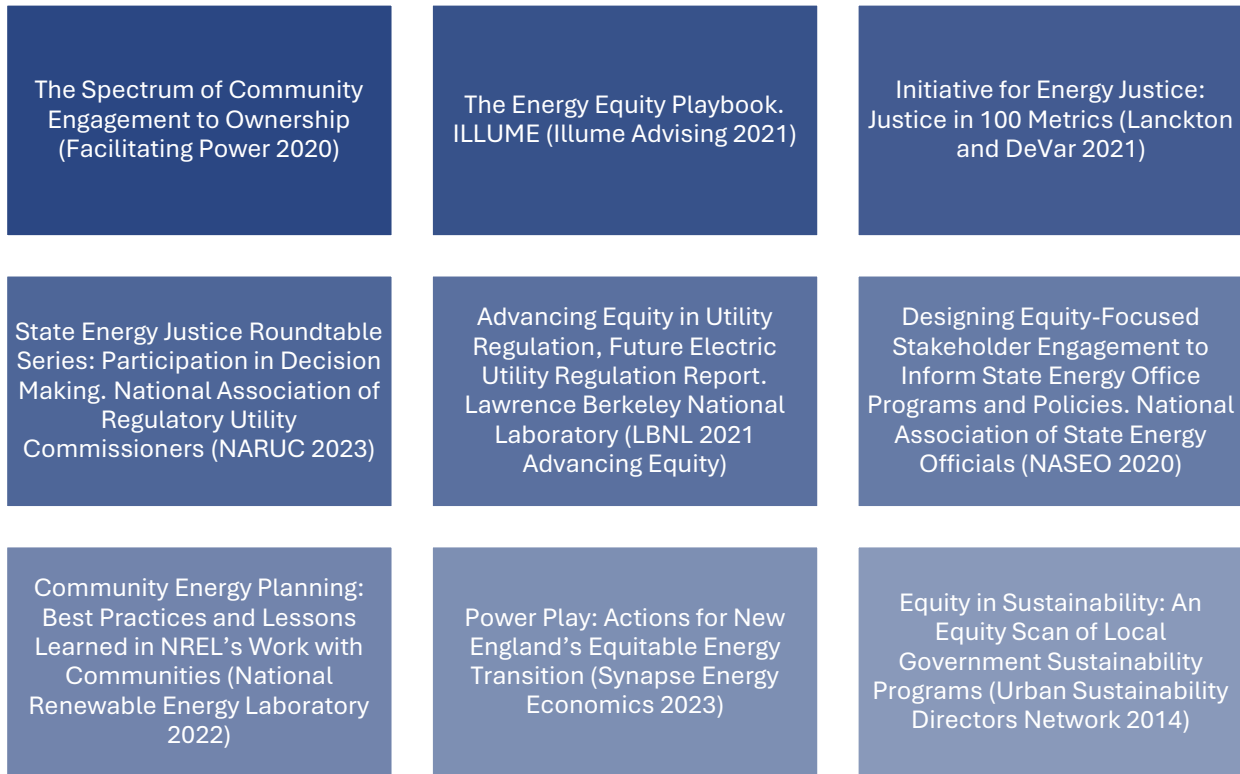 The Spectrum of Community
Engagement to Ownership
(Facilitating Power 2020)
The Energy Equity Playbook.
ILLUME (Illume Advising 2021)
Initiative for Energy Justice:
Justice in 100 Metrics (Lanckton
and DeVar 2021)
State Energy Justice Roundtable
Series: Participation in Decision
Making. National Association of
Regulatory Utility
Commissioners (NARUC 2023)
Advancing Equity in Utility
Regulation, Future Electric
Utility Regulation Report.
Lawrence Berkeley National
Laboratory (LBNL 2021
Advancing Equity)
Designing Equity-Focused
Stakeholder Engagement to
Inform State Energy Office
Programs and Policies. National
Association of State Energy
Officials (NASEO 2020)
Community Energy Planning:
Best Practices and Lessons
Learned in NREL’s Work with
Communities (National
Renewable Energy Laboratory
2022)
Power Play: Actions for New
England’s Equitable Energy
Transition (Synapse Energy
Economics 2023)
Equity in Sustainability: An
Equity Scan of Local
Government Sustainability
Programs (Urban Sustainability
Directors Network 2014)